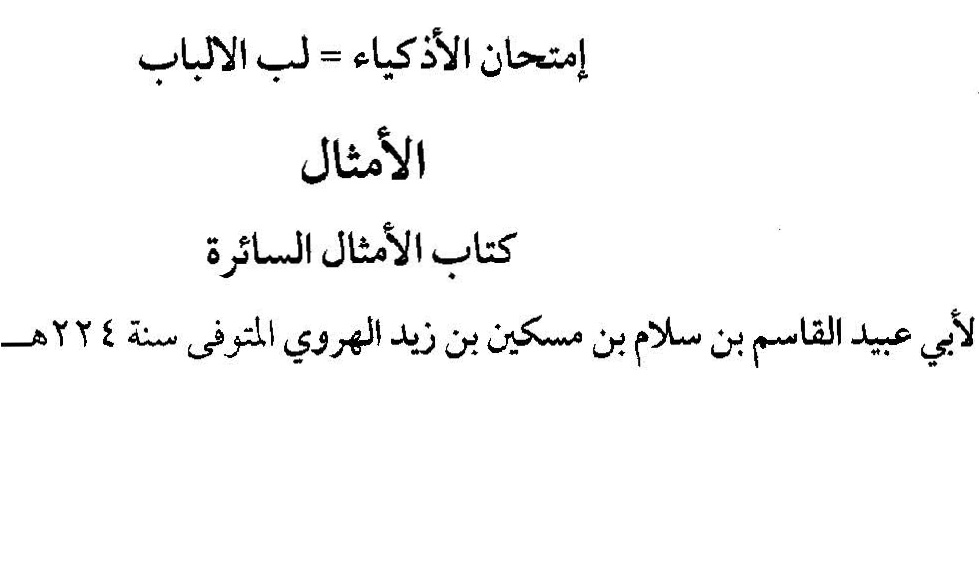 إمتحان الأذكياء = لب الالباب
الأمثال
كتاب الأمثال السائرة
لأبي عبيد القاسم بن سلام بن مسكين بن زيد الهروي المتوفى سنة ٢٢٤هـ